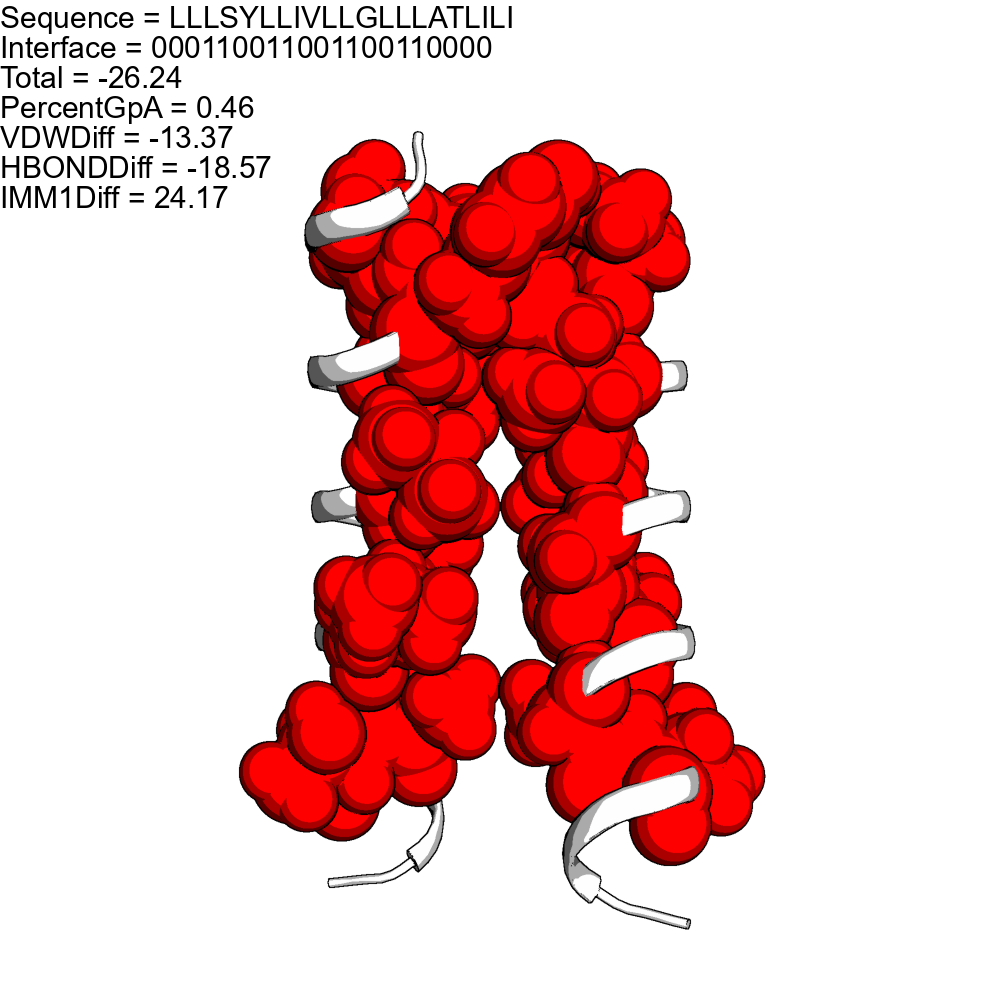 Sequence = LLLSYLLIVLLGLLLATLILI
Interface = 000110011001100110000
Total = -26.24
PercentGpA = 0.46
VDWDiff = -13.37
HBONDDiff = -18.57
IMM1Diff = 24.17